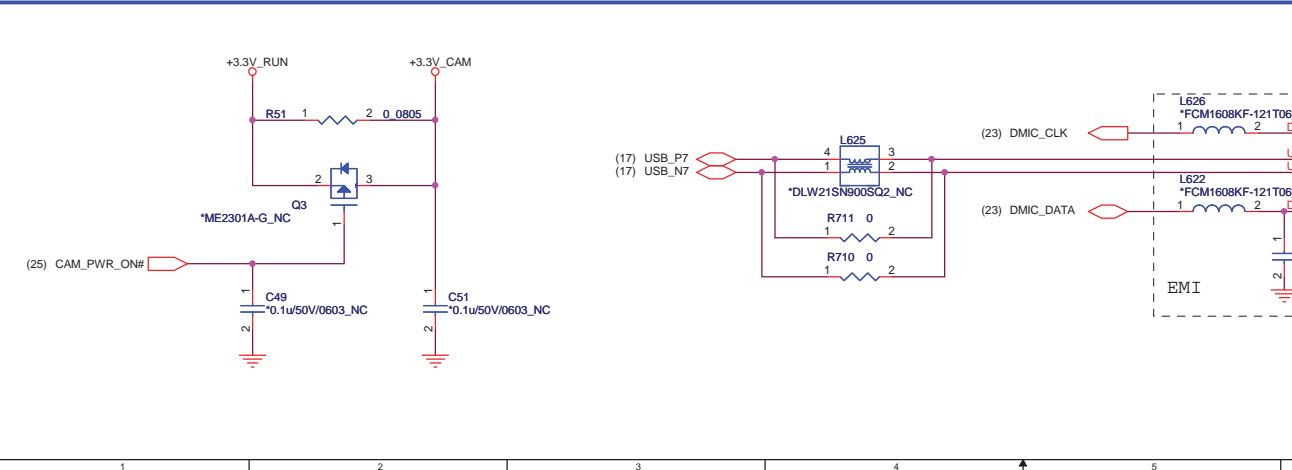 +3.3V_RUN
+3.3V_CAM
R51 1 2 0_0805
2 3
Q3
*ME2301A-G_NC
1
(25) CAM_PWR_ON#
1
C49
*0.1u/50V/0603_NC
2
1
C51
*0.1u/50V/0603_NC
2
L625
(17) USB_P7 4 3
(17) USB_N7 1 2
*DLW21SN900SQ2_NC
R711 0
1 2
R710 0
1 2
L626
*FCM1608KF-121T06
(23) DMIC_CLK 1 2
L622
*FCM1608KF-121T06
(23) DMIC_DATA 1 2
1
2
EMI
1 2 3 4 5